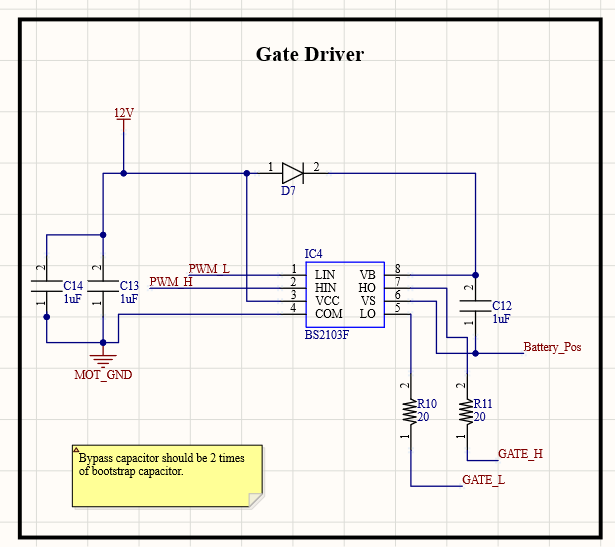 Gate Driver
12V
1 2
D7
IC4
PWM_L 1 LIN VB 8
PWM_H 2 HIN HO 7
3 VCC VS 6
4 COM LO 5
BS2103F
2 C14 1uF 1
2 C13 1uF 1
2 C12 1uF 1
Battery_Pos
MOT_GND
2 R10 20 1
2 R11 20 1
GATE_H
GATE_L
Bypass capacitor should be 2 times
of bootstrap capacitor.